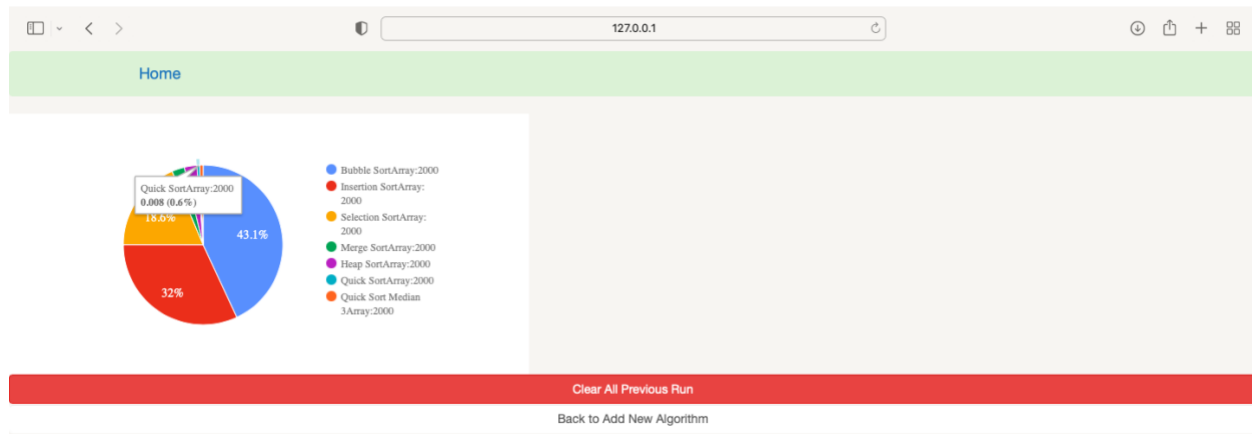 127.0.0.1
Home
Quick SortArray:2000
0.008 (0.6%)
18.6%
43.1%
32%
Bubble SortArray:2000
Insertion SortArray:
2000
Selection SortArray:
2000
Merge SortArray:2000
Heap SortArray:2000
Quick SortArray:2000
Quick Sort Median
3Array:2000
Clear All Previous Run
Back to Add New Algorithm